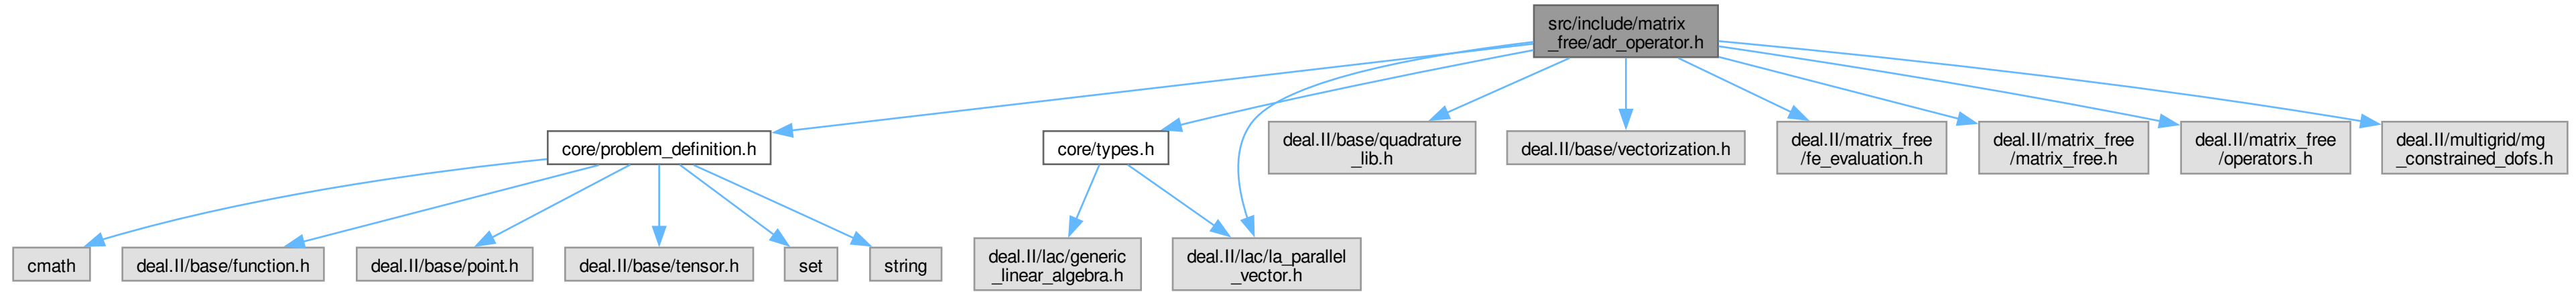 src/include/matrix
_free/adr_operator.h
core/problem_definition.h
core/types.h
deal.II/base/quadrature
_lib.h
deal.II/base/vectorization.h
deal.II/matrix_free
/fe_evaluation.h
deal.II/matrix_free
/matrix_free.h
deal.II/matrix_free
/operators.h
deal.II/multigrid/mg
_constrained_dofs.h
cmath
deal.II/base/function.h
deal.II/base/point.h
deal.II/base/tensor.h
set
string
deal.II/lac/generic
_linear_algebra.h
deal.II/lac/la_parallel
_vector.h